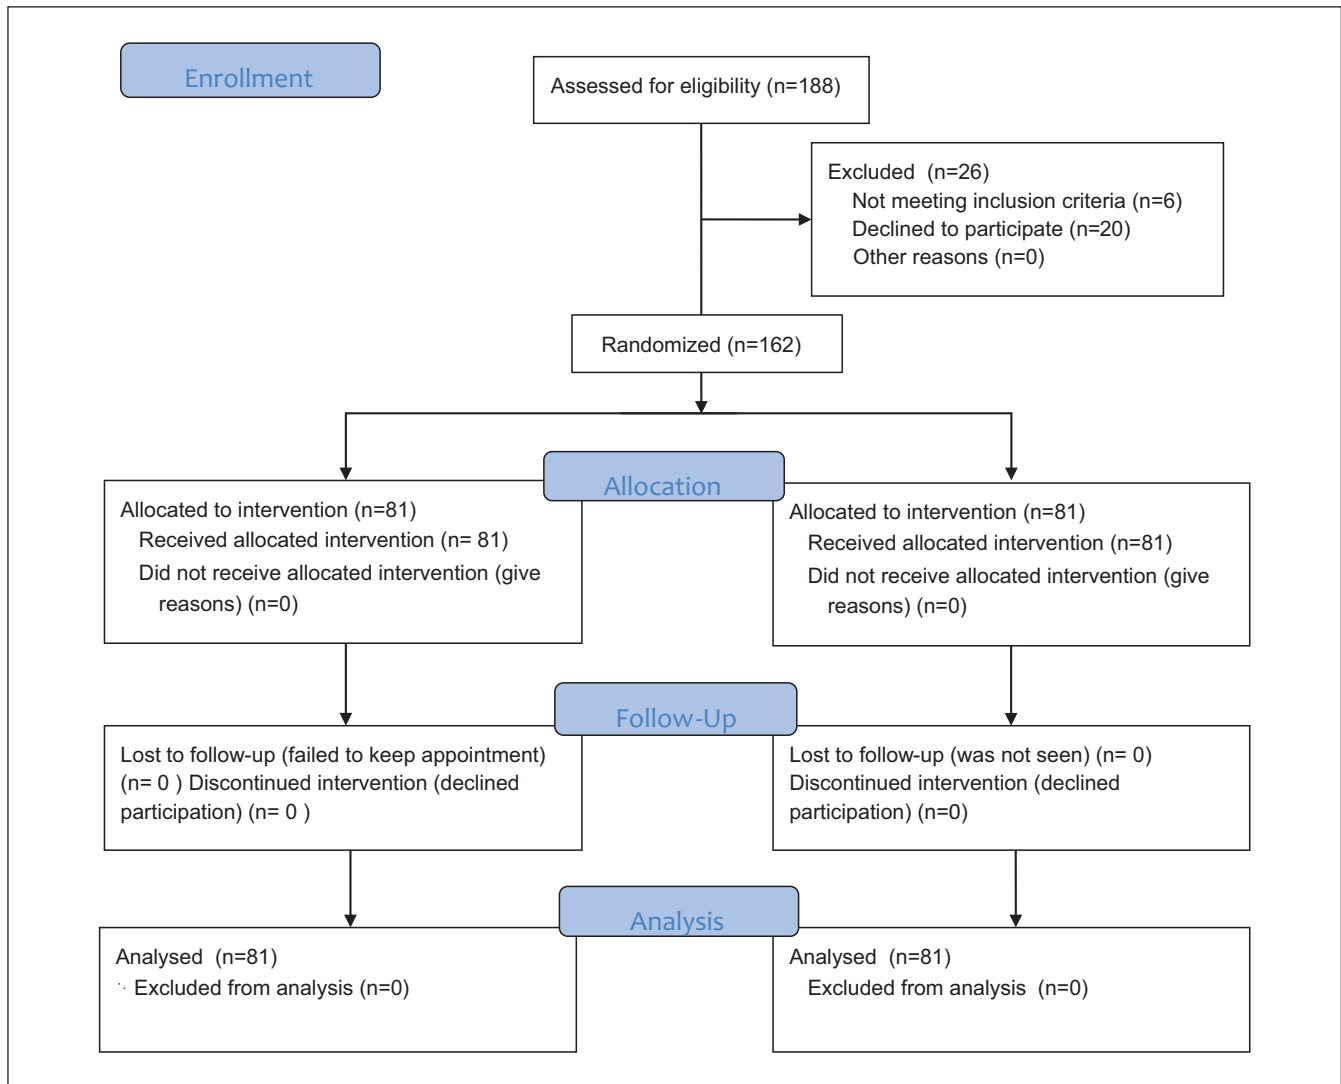 Enrollment
Assessed for eligibility (n=188)
Excluded  (n=26)
Not meeting inclusion criteria (n=6)
Declined to participate (n=20)
Other reasons (n=0)
Randomized (n=162)
Allocation
Allocated to intervention (n=81)
Received allocated intervention (n= 81)
Did not receive allocated intervention (give
reasons) (n=0)
Allocated to intervention (n=81)
Received allocated intervention (n=81)
Did not receive allocated intervention (give
reasons) (n=0)
Follow-Up
Lost to follow-up (failed to keep appointment)
(n= 0 ) Discontinued intervention (declined
participation) (n= 0 )
Lost to follow-up (was not seen) (n= 0)
Discontinued intervention (declined
participation) (n=0)
Analysis
Analysed  (n=81)
Excluded from analysis (n=0)
Analysed  (n=81)
Excluded from analysis  (n=0)